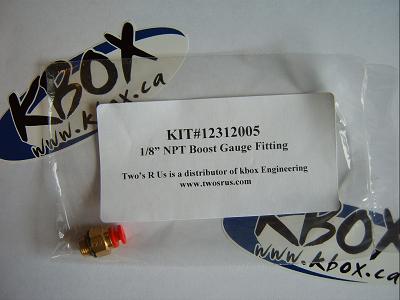 KBOX
www.kbox.ca
KIT#12312005
1/8” NPT Boost Gauge Fitting
Two's R Us is a distributor of kbox Engineering
www.twosrus.com
KBOX
www.kbox.ca